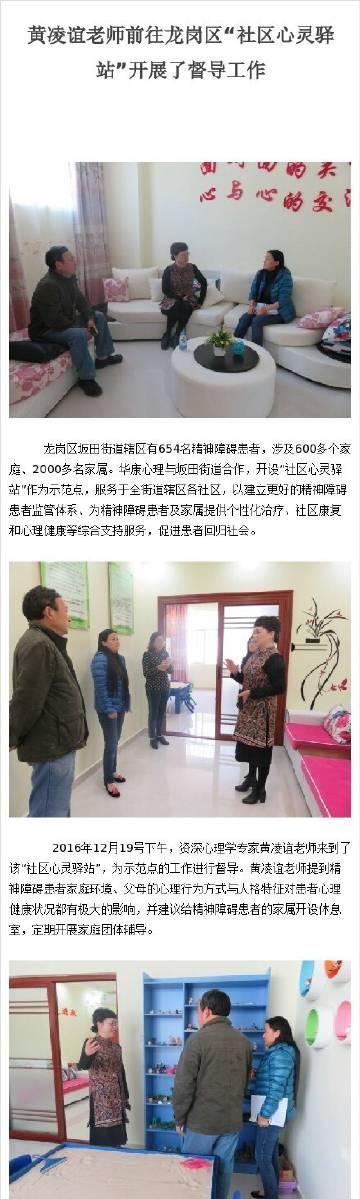 黄凌谊老师前往龙岗区“社区心灵驿
站”开展了督导工作
面对面的关
心与心的交流
龙岗区坂田街道辖区有654名精神障碍患者，涉及600多个家
庭、2000多名家属。华康心理与坂田街道合作，开设“社区心灵驿
站”作为示范点，服务于全街道辖区各社区，以建立更好的精神障碍
患者监管体系、为精神障碍患者及家属提供个性化治疗、社区康复
和心理健康等综合支持服务，促进患者回归社会。
2016年12月19号下午，资深心理学专家黄凌谊老师来到了
该“社区心灵驿站”，为示范点的工作进行督导。黄凌谊老师提到精
神障碍患者家庭环境、父母的心理行为方式与人格特征对患者心理
健康状况都有极大的影响，并建议给精神障碍患者的家属开设休息
室，定期开展家庭团体辅导。